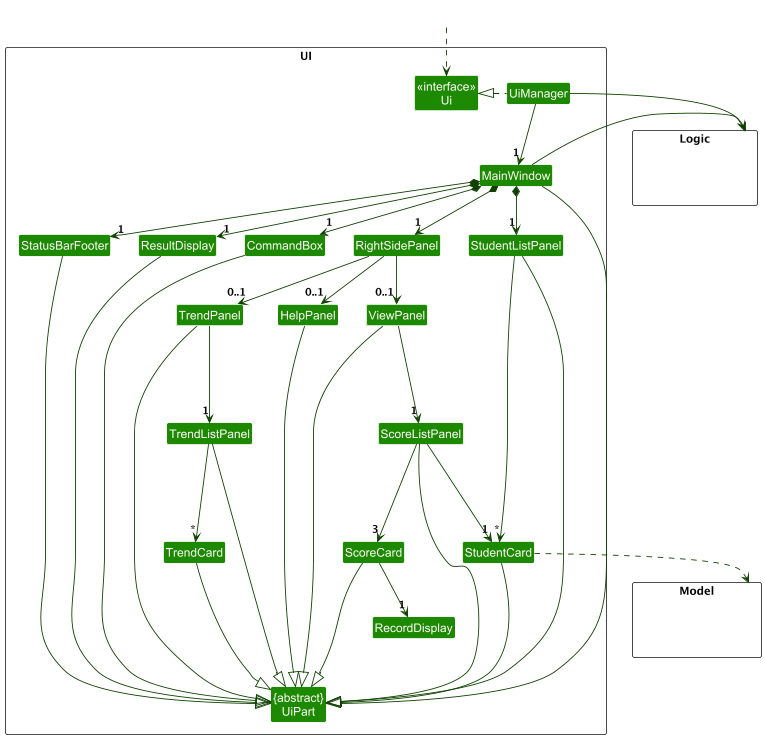 UI
«interface»
Ui
UiManager
Logic
1
MainWindow
1
1
1
1
1
StatusBarFooter
ResultDisplay
CommandBox
RightSidePanel
StudentListPanel
0..1
0..1
0..1
TrendPanel
HelpPanel
ViewPanel
1
1
TrendListPanel
ScoreListPanel
*
3
1
*
TrendCard
ScoreCard
StudentCard
Model
1
RecordDisplay
{abstract}
UiPart